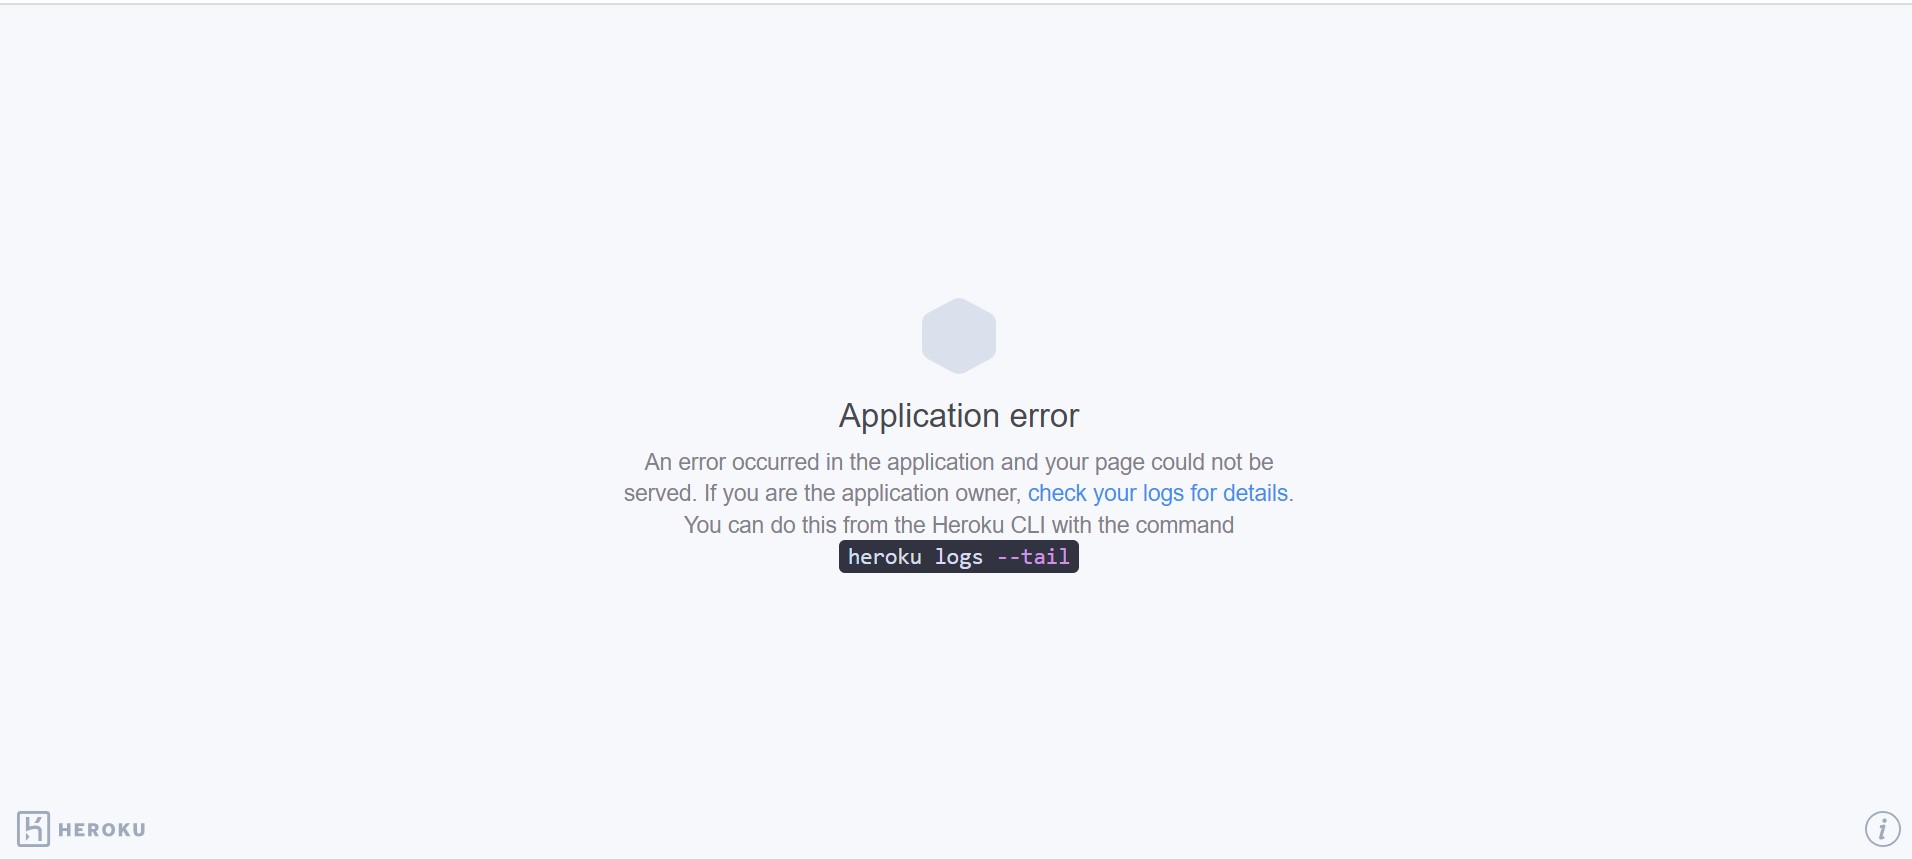 Application error
An error occurred in the application and your page could not be
served. If you are the application owner, check your logs for details.
You can do this from the Heroku CLI with the command
heroku logs --tail
HEROKU
i